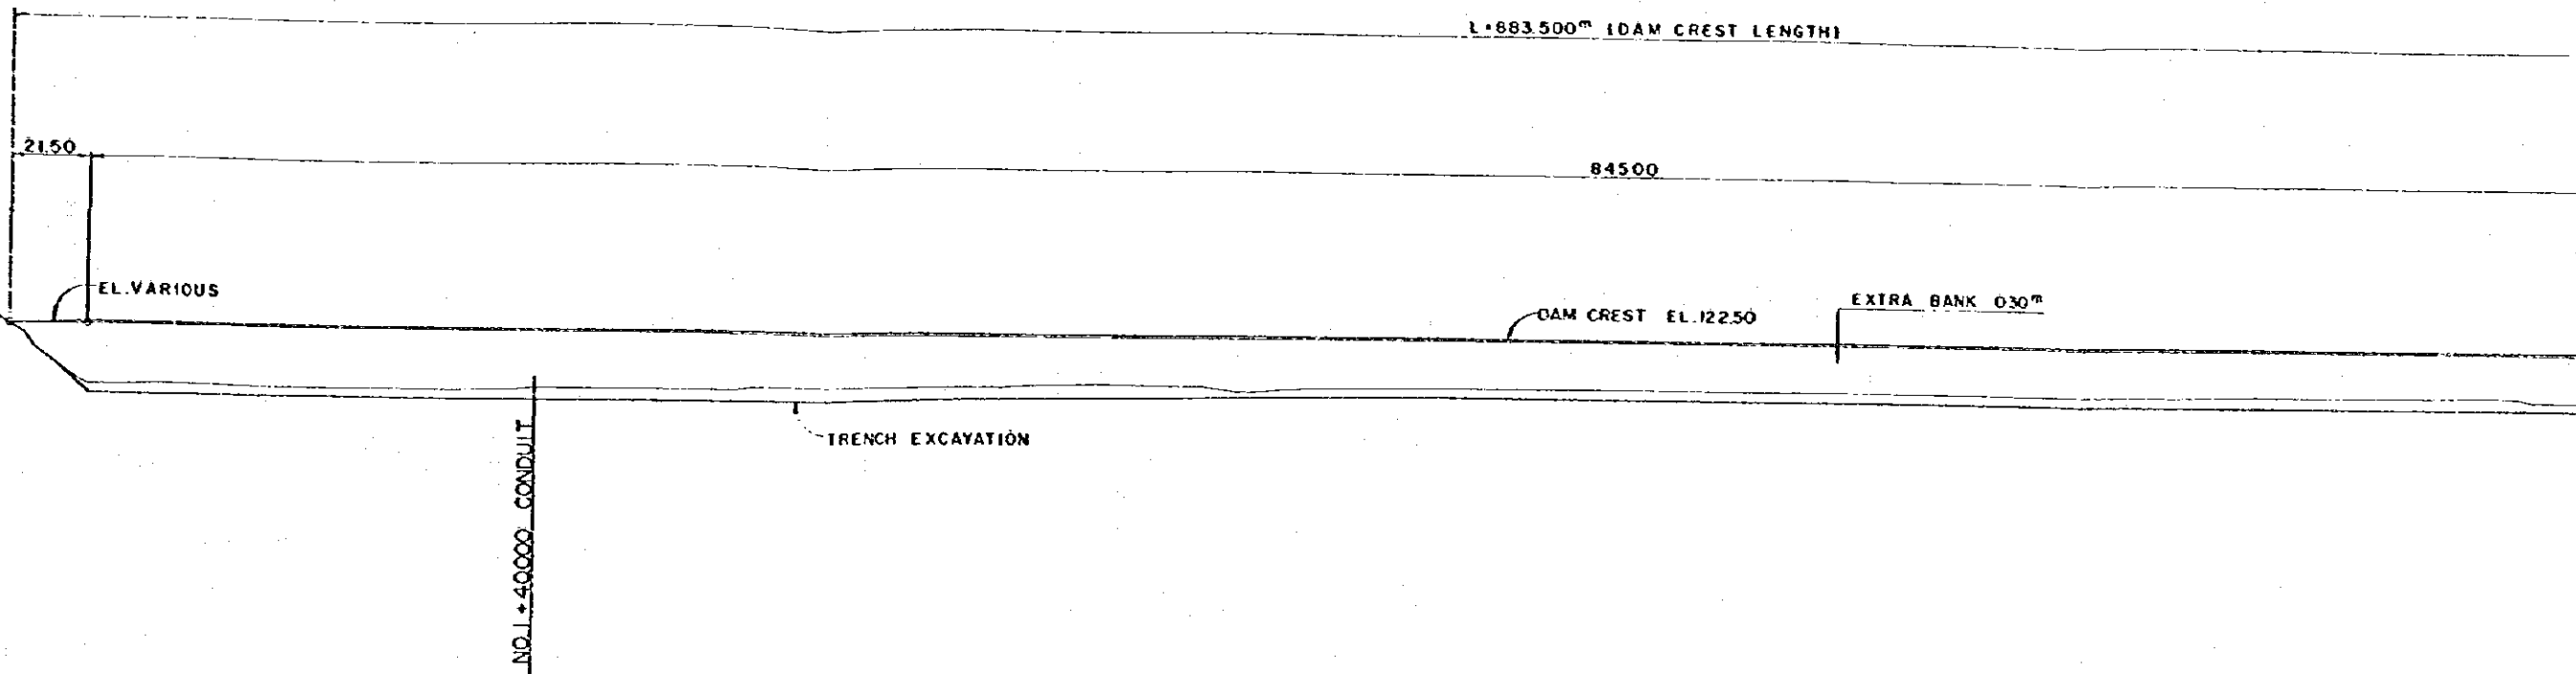 L=883.500m (DAM CREST LENGTH)
21.50
845.00
EL.VARIOUS
EXTRA BANK 0.30m
DAM CREST EL.122.50
TRENCH EXCAVATION
NO.1+40.000 CONDUIT